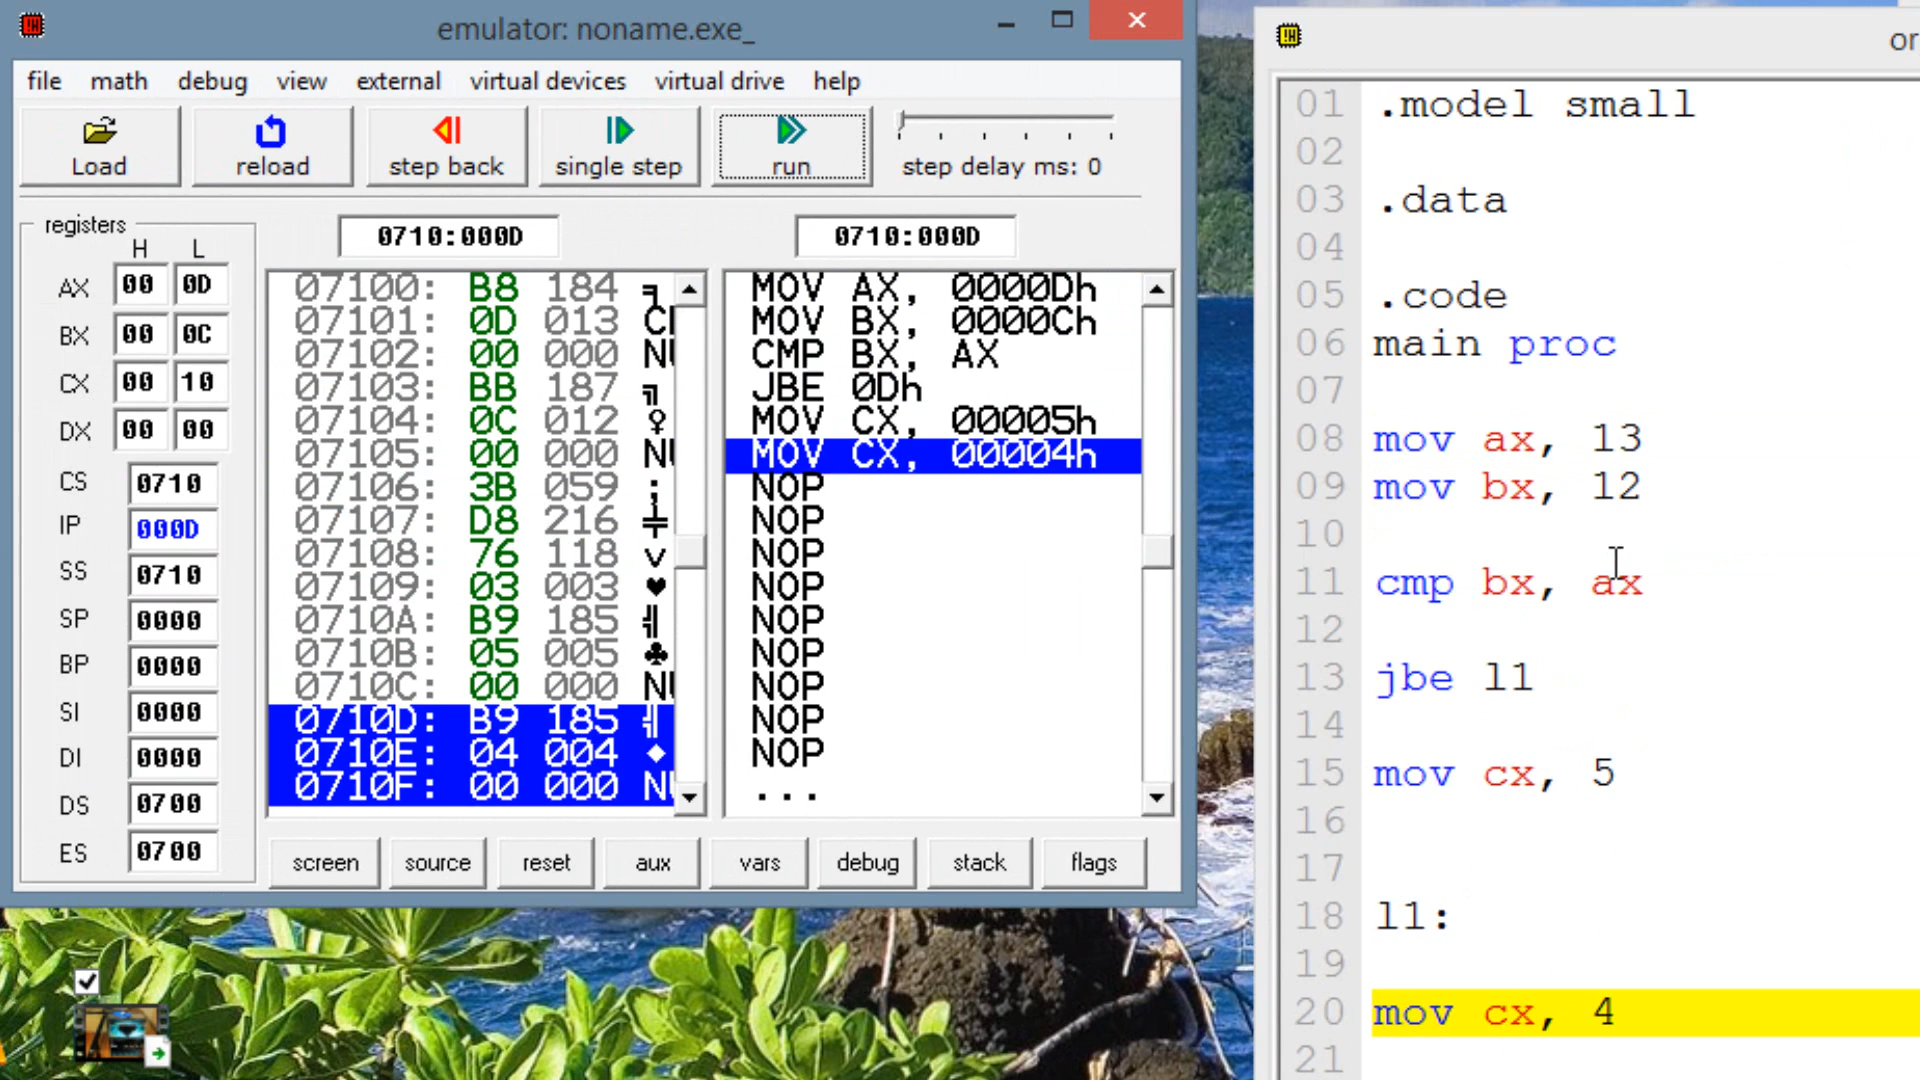 emulator: noname.exe_
file math debug view external virtual devices virtual drive help
Load reload step back single step run step delay ms: 0
registers
H L
AX 00 0D
BX 00 0C
CX 00 10
DX 00 00
CS 0710
IP 000D
SS 0710
SP 0000
BP 0000
SI 0000
DI 0000
DS 0700
ES 0700
0710:000D
07100: B8 184
07101: 0D 013
07102: 00 000
07103: BB 187
07104: 0C 012
07105: 00 000
07106: 3B 059 ;
07107: D8 216
07108: 76 118 v
07109: 03 003
0710A: B9 185
0710B: 05 005
0710C: 00 000
0710D: B9 185
0710E: 04 004
0710F: 00 000
0710:000D
MOV AX, 0000Dh
MOV BX, 0000Ch
CMP BX, AX
JBE 0Dh
MOV CX, 00005h
MOV CX, 00004h
NOP
NOP
NOP
NOP
NOP
NOP
NOP
NOP
NOP
...
screen source reset aux vars debug stack flags
or
01 .model small
02
03 .data
04
05 .code
06 main proc
07
08 mov ax, 13
09 mov bx, 12
10
11 cmp bx, ax
12
13 jbe l1
14
15 mov cx, 5
16
17
18 l1:
19
20 mov cx, 4
21